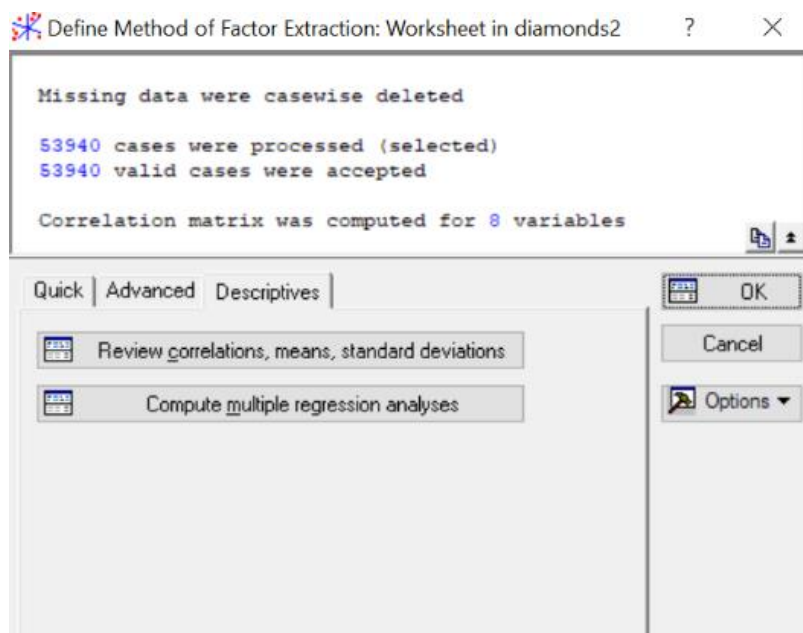 Define Method of Factor Extraction: Worksheet in diamonds2 ?
Missing data were casewise deleted
53940 cases were processed (selected)
53940 valid cases were accepted
Correlation matrix was computed for 8 variables
Quick Advanced Descriptives
OK
Review correlations, means, standard deviations
Cancel
Compute multiple regression analyses
Options